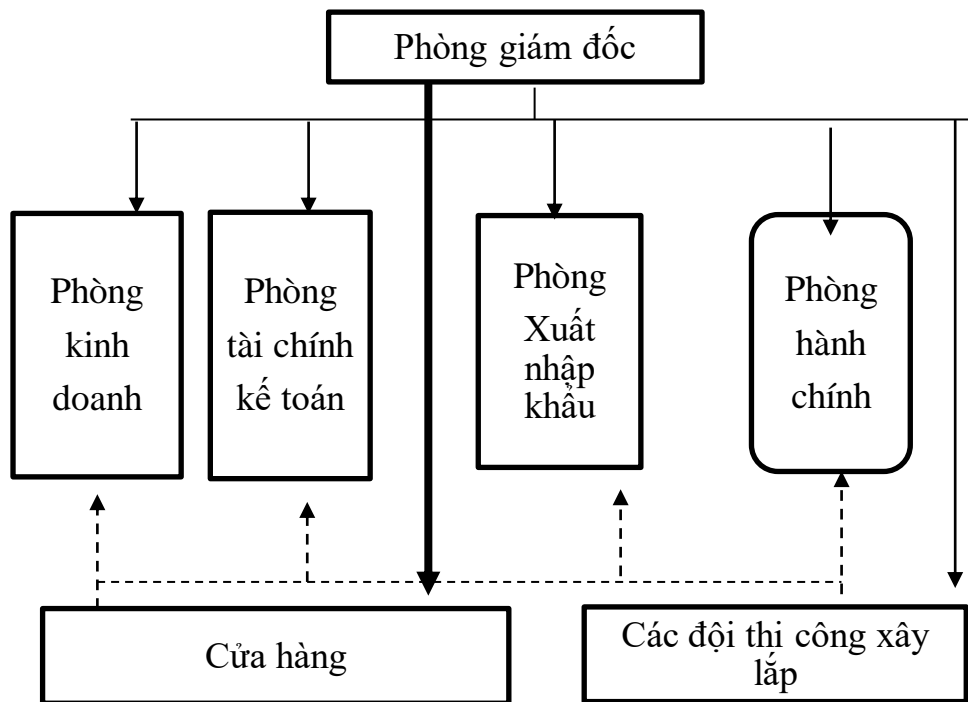 Phòng giám đốc
Phòng
kinh
doanh
Phòng
tài chính
kế toán
Phòng
Xuất
nhập
khẩu
Phòng
hành
chính
Cửa hàng
Các đội thi công xây
lắp